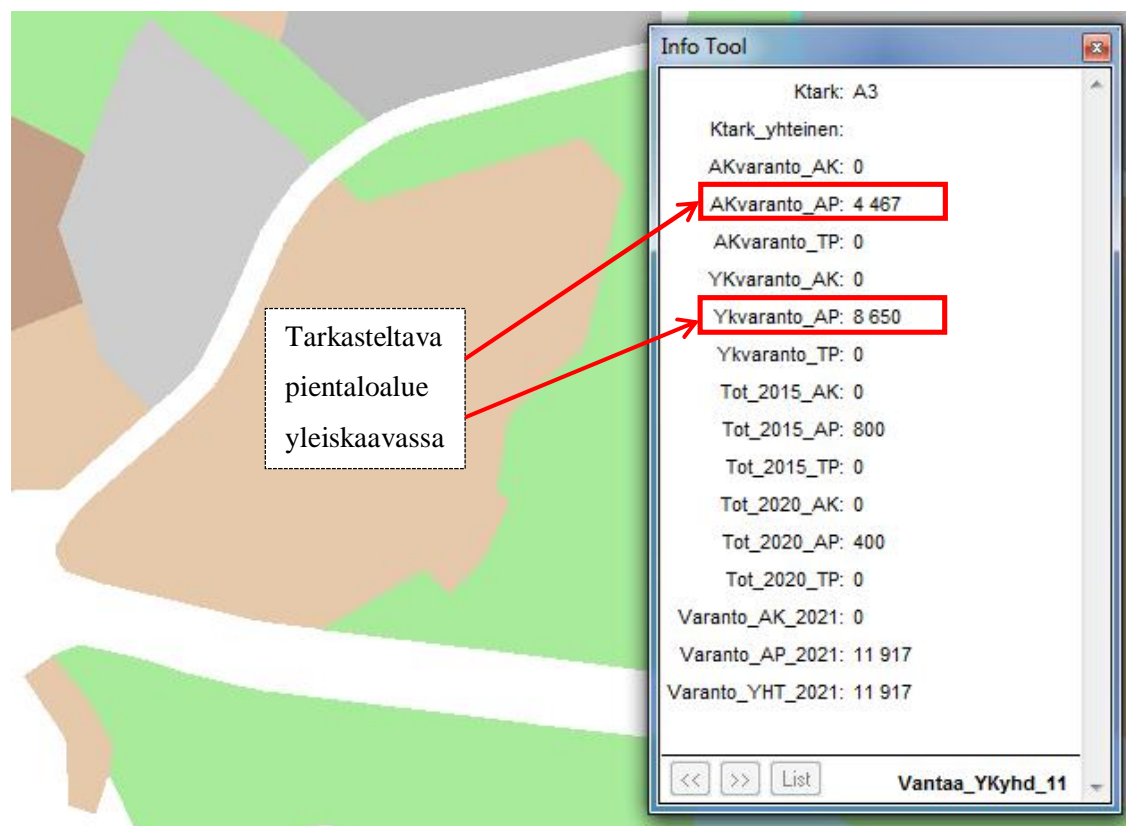 Info Tool
Ktark: A3
Ktark_yhteinen:
AKvaranto_AK: 0
AKvaranto_AP: 4 467
AKvaranto_TP: 0
YKvaranto_AK: 0
Ykvaranto_AP: 8 650
Ykvaranto_TP: 0
Tot_2015_AK: 0
Tot_2015_AP: 800
Tot_2015_TP: 0
Tot_2020_AK: 0
Tot_2020_AP: 400
Tot_2020_TP: 0
Varanto_AK_2021: 0
Varanto_AP_2021: 11 917
Varanto_YHT_2021: 11 917
<< >> List Vantaa_YKyhd_11
Tarkasteltava
pientaloalue
yleiskaavassa